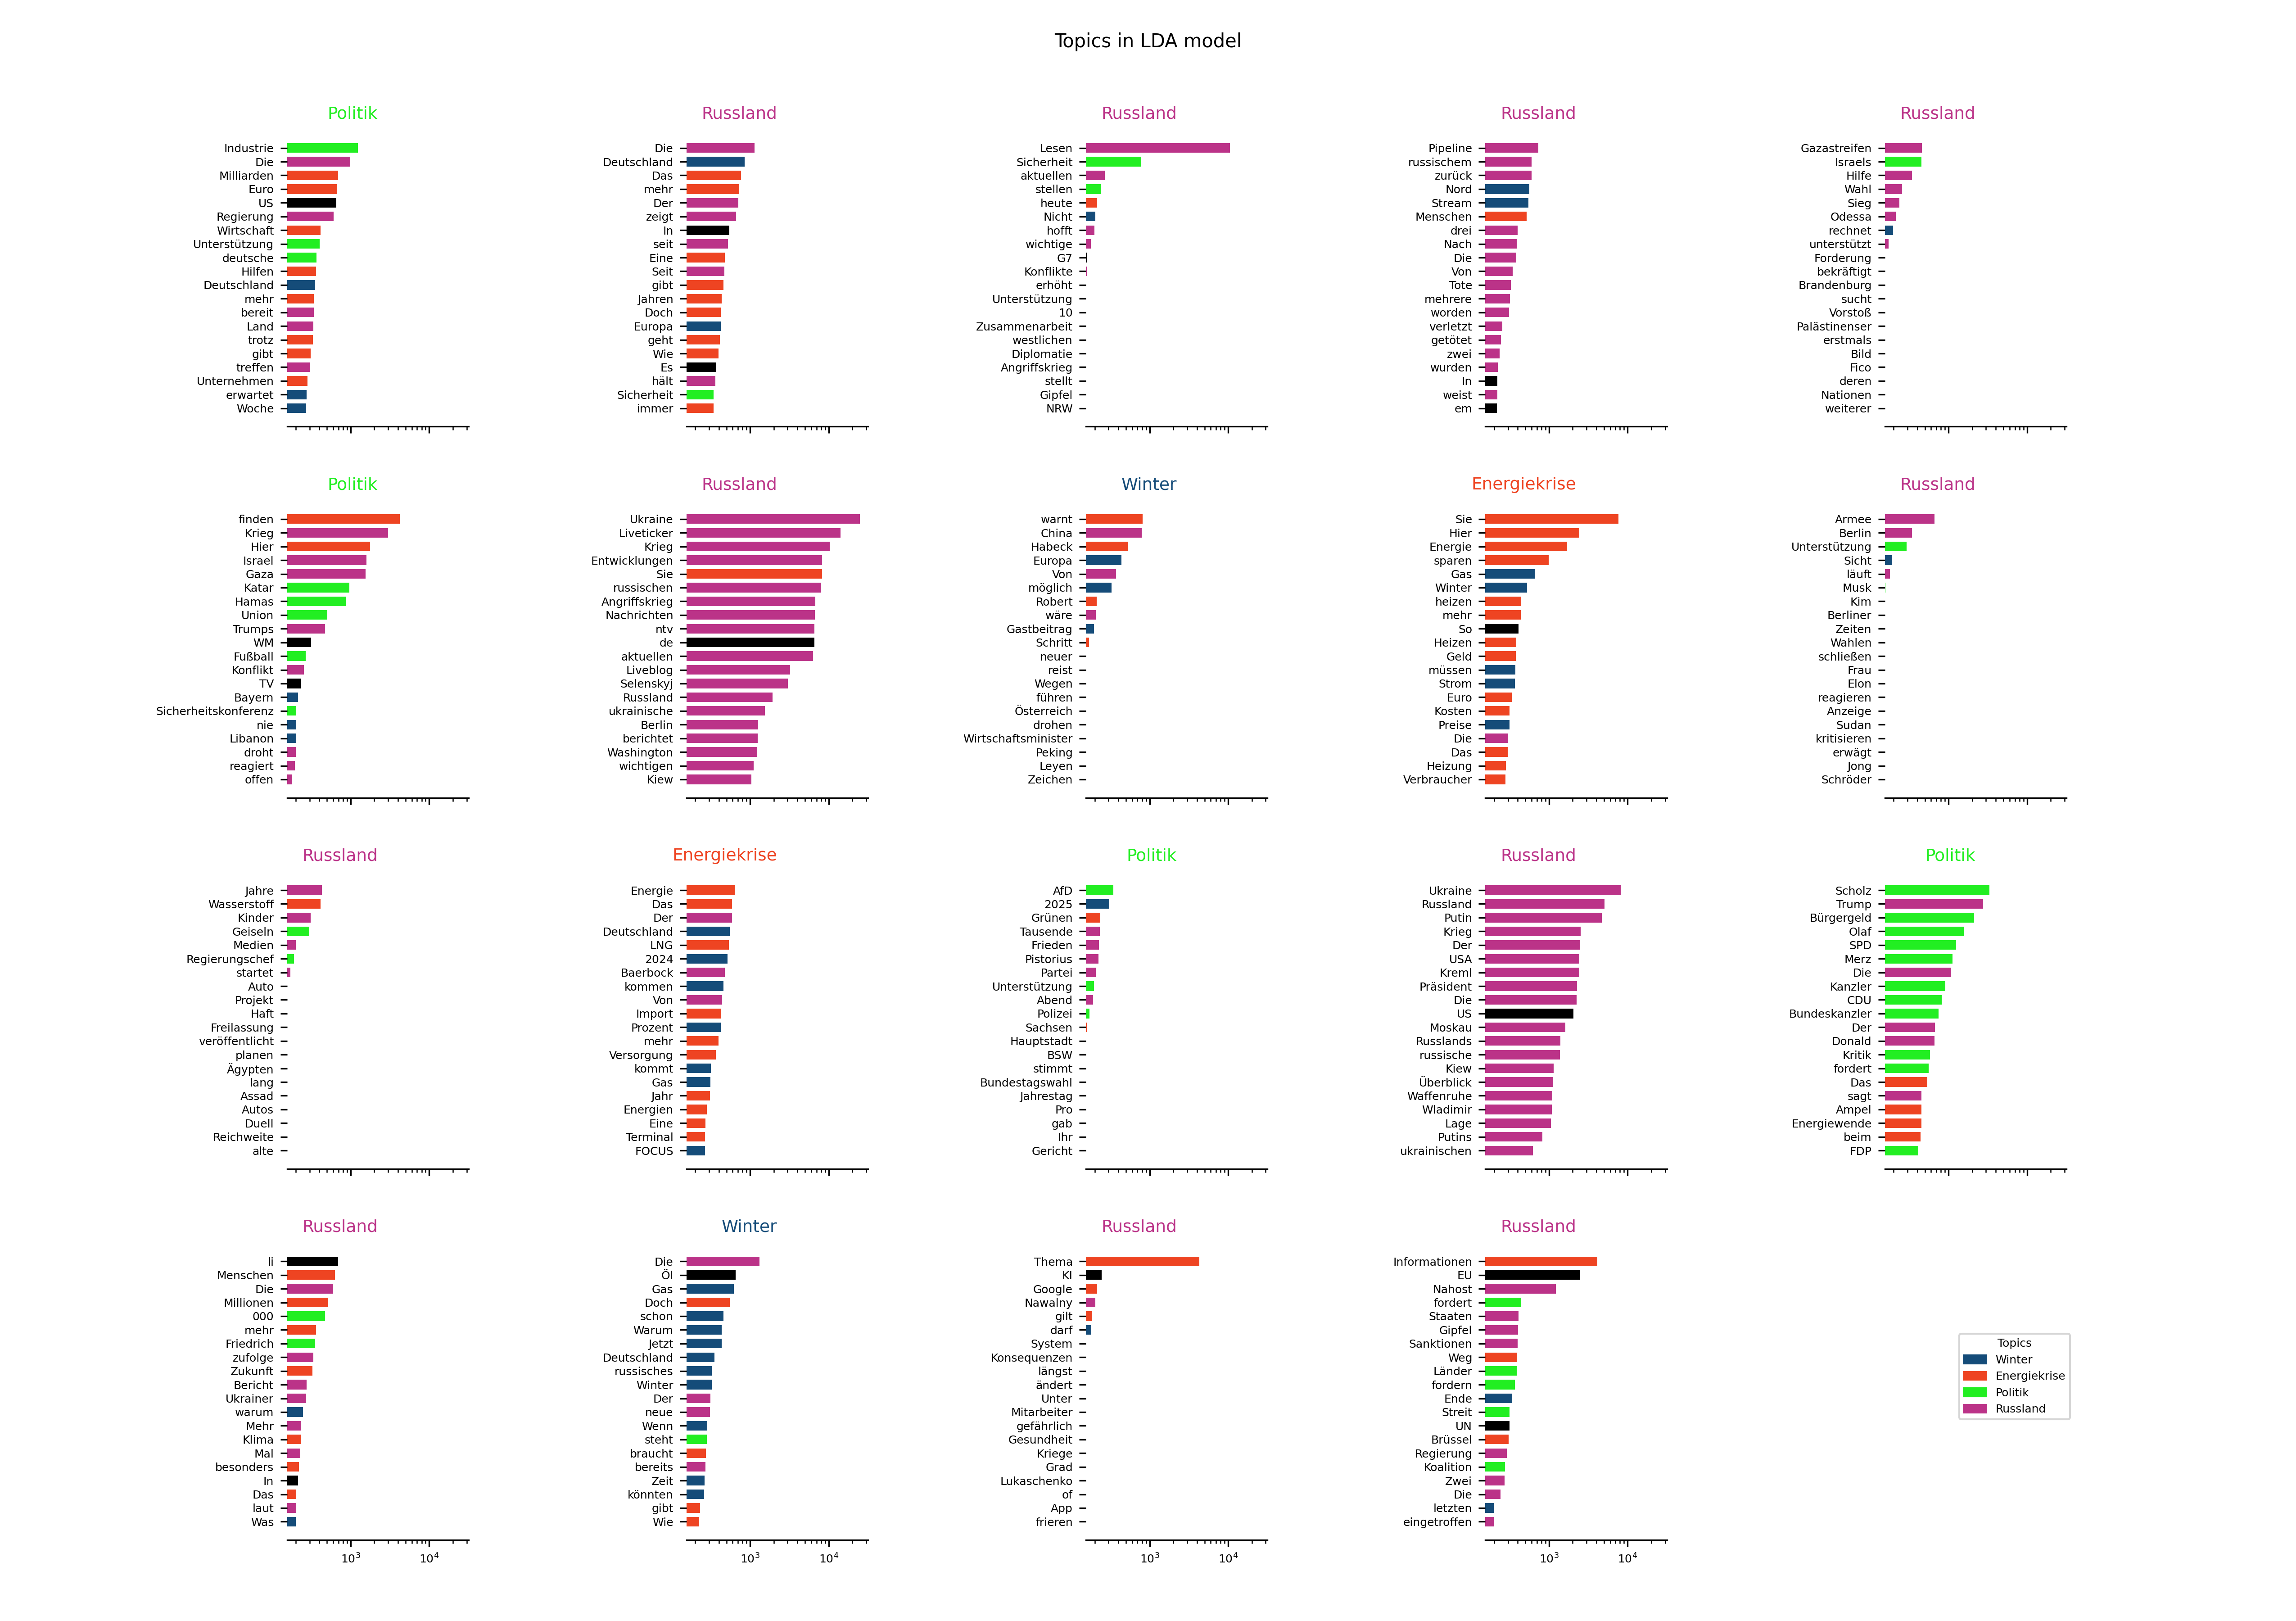 Topics in LDA model
Politik
Industrie
Die
Milliarden
Euro
US
Regierung
Wirtschaft
Unterstützung
deutsche
Hilfen
Deutschland
mehr
bereit
Land
trotz
gibt
treffen
Unternehmen
erwartet
Woche
Russland
Die
Deutschland
Das
mehr
Der
zeigt
In
seit
Eine
Seit
gibt
Jahren
Doch
Europa
geht
Wie
Es
hält
Sicherheit
immer
Russland
Lesen
Sicherheit
aktuellen
stellen
heute
Nicht
hofft
wichtige
G7
Konflikte
erhöht
Unterstützung
10
Zusammenarbeit
westlichen
Diplomatie
Angriffskrieg
stellt
Gipfel
NRW
Russland
Pipeline
russischem
zurück
Nord
Stream
Menschen
drei
Nach
Die
Von
Tote
mehrere
worden
verletzt
getötet
zwei
wurden
In
weist
em
Russland
Gazastreifen
Israels
Hilfe
Wahl
Sieg
Odessa
rechnet
unterstützt
Forderung
bekräftigt
Brandenburg
sucht
Vorstoß
Palästinenser
erstmals
Bild
Fico
deren
Nationen
weiterer
Politik
finden
Krieg
Hier
Israel
Gaza
Katar
Hamas
Union
Trumps
WM
Fußball
Konflikt
TV
Bayern
Sicherheitskonferenz
nie
Libanon
droht
reagiert
offen
Russland
Ukraine
Liveticker
Krieg
Entwicklungen
Sie
russischen
Angriffskrieg
Nachrichten
ntv
de
aktuellen
Liveblog
Selenskyj
Russland
ukrainische
Berlin
berichtet
Washington
wichtigen
Kiew
Winter
warnt
China
Habeck
Europa
Von
möglich
Robert
wäre
Gastbeitrag
Schritt
neuer
reist
Wegen
führen
Österreich
drohen
Wirtschaftsminister
Peking
Leyen
Zeichen
Energiekrise
Sie
Hier
Energie
sparen
Gas
Winter
heizen
mehr
So
Heizen
Geld
müssen
Strom
Euro
Kosten
Preise
Die
Das
Heizung
Verbraucher
Russland
Armee
Berlin
Unterstützung
Sicht
läuft
Musk
Kim
Berliner
Zeiten
Wahlen
schließen
Frau
Elon
reagieren
Anzeige
Sudan
kritisieren
erwägt
Jong
Schröder
Russland
Jahre
Wasserstoff
Kinder
Geiseln
Medien
Regierungschef
startet
Auto
Projekt
Haft
Freilassung
veröffentlicht
planen
Ägypten
lang
Assad
Autos
Duell
Reichweite
alte
Energiekrise
Energie
Das
Der
Deutschland
LNG
2024
Baerbock
kommen
Von
Import
Prozent
mehr
Versorgung
kommt
Gas
Jahr
Energien
Eine
Terminal
FOCUS
Politik
AfD
2025
Grünen
Tausende
Frieden
Pistorius
Partei
Unterstützung
Abend
Polizei
Sachsen
Hauptstadt
BSW
stimmt
Bundestagswahl
Jahrestag
Pro
gab
Ihr
Gericht
Russland
Ukraine
Russland
Putin
Krieg
Der
USA
Kreml
Präsident
Die
US
Moskau
Russlands
russische
Kiew
Überblick
Waffenruhe
Wladimir
Lage
Putins
ukrainischen
Politik
Scholz
Trump
Bürgergeld
Olaf
SPD
Merz
Die
Kanzler
CDU
Bundeskanzler
Der
Donald
Kritik
fordert
Das
sagt
Ampel
Energiewende
beim
FDP
Russland
li
Menschen
Die
Millionen
000
mehr
Friedrich
zufolge
Zukunft
Bericht
Ukrainer
warum
Mehr
Klima
Mal
besonders
In
Das
laut
Was
10³ 10⁴
Winter
Die
Öl
Gas
Doch
schon
Warum
Jetzt
Deutschland
russisches
Winter
Der
neue
Wenn
steht
braucht
bereits
Zeit
könnten
gibt
Wie
10³ 10⁴
Russland
Thema
KI
Google
Nawalny
gilt
darf
System
Konsequenzen
längst
ändert
Unter
Mitarbeiter
gefährlich
Gesundheit
Kriege
Grad
Lukaschenko
of
App
frieren
10³ 10⁴
Russland
Informationen
EU
Nahost
fordert
Staaten
Gipfel
Sanktionen
Weg
Länder
fordern
Ende
Streit
UN
Brüssel
Regierung
Koalition
Zwei
Die
letzten
eingetroffen
10³ 10⁴
Topics
Winter
Energiekrise
Politik
Russland